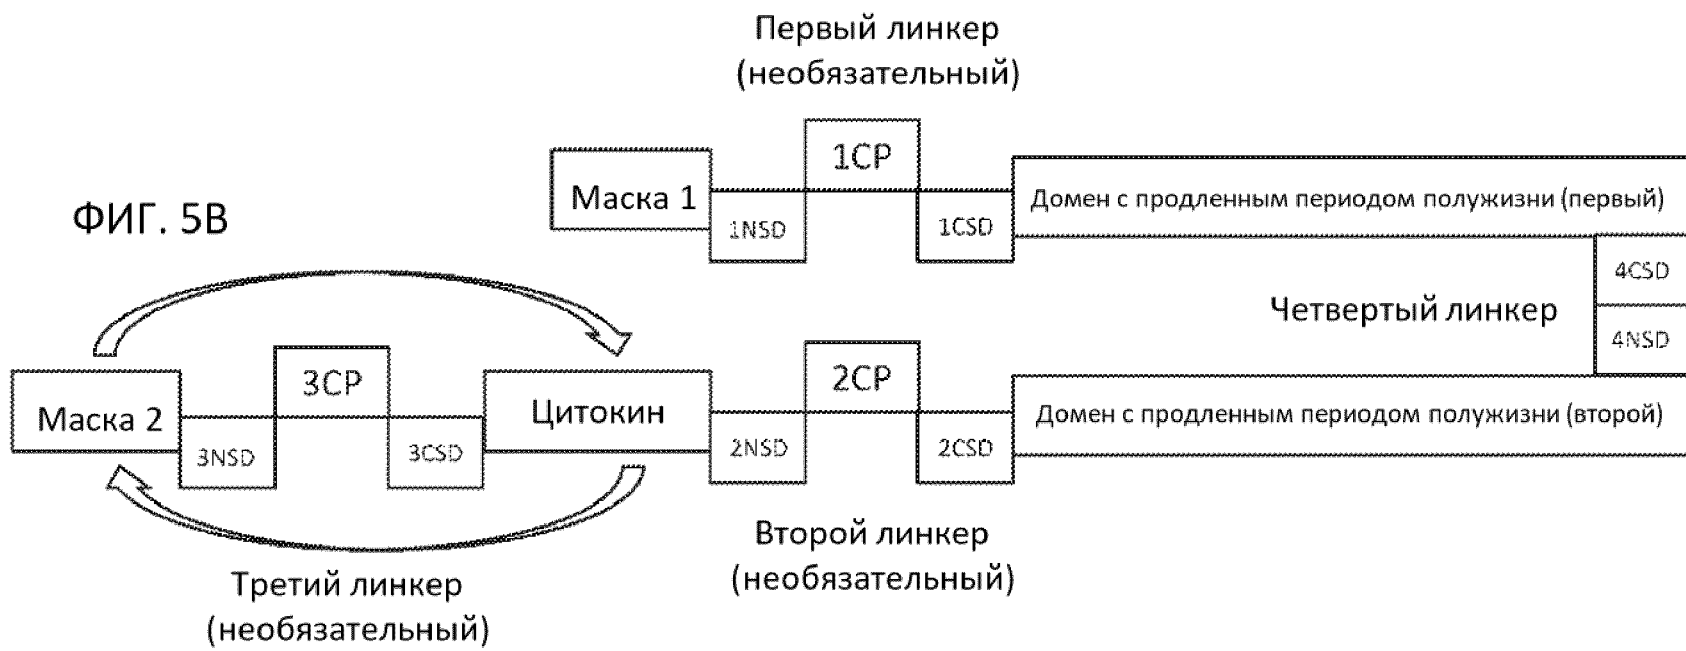 Первый линкер
(необязательный)
1CP
Маска 1
1NSD
1CSD
Домен с продленным периодом полужизни (первый)
ФИГ. 5B
4CSD
Четвертый линкер
4NSD
3CP
2CP
Маска 2
Цитокин
Домен с продленным периодом полужизни (второй)
3NSD
3CSD
2NSD
2CSD
Второй линкер
(необязательный)
Третий линкер
(необязательный)